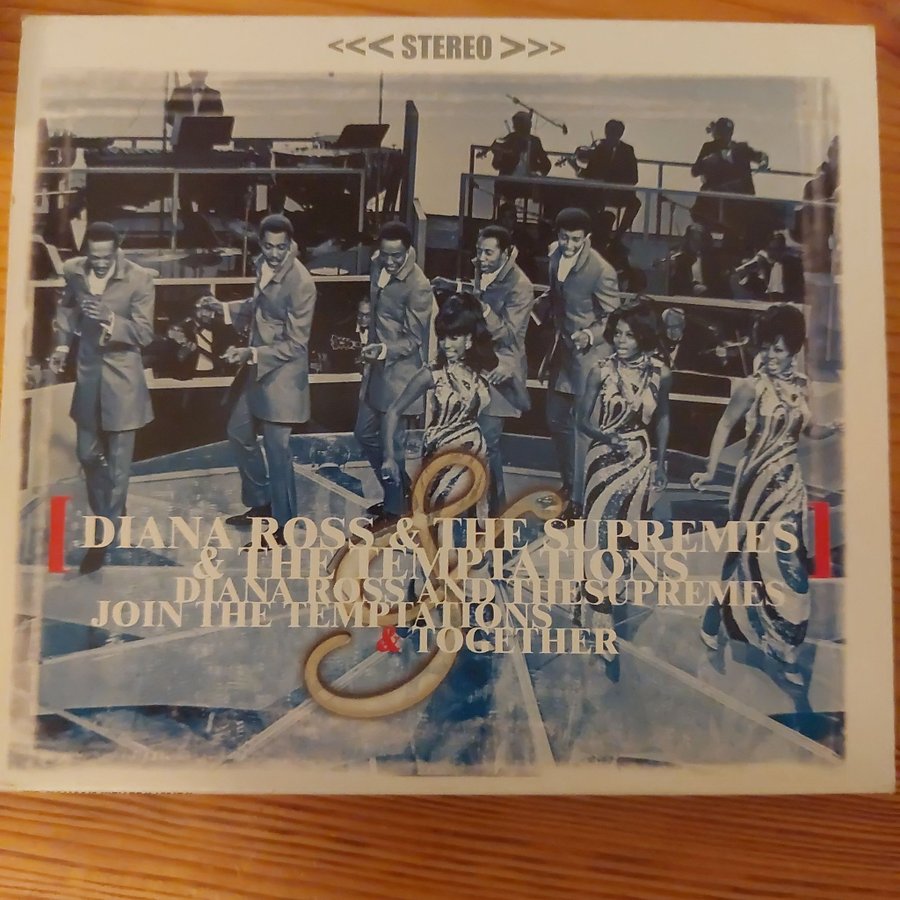 <<< STEREO >>>
[ DIANA ROSS & THE SUPREMES ]
& THE TEMPTATIONS
DIANA ROSS AND THESUPREMES
JOIN THE TEMPTATIONS
& TOGETHER